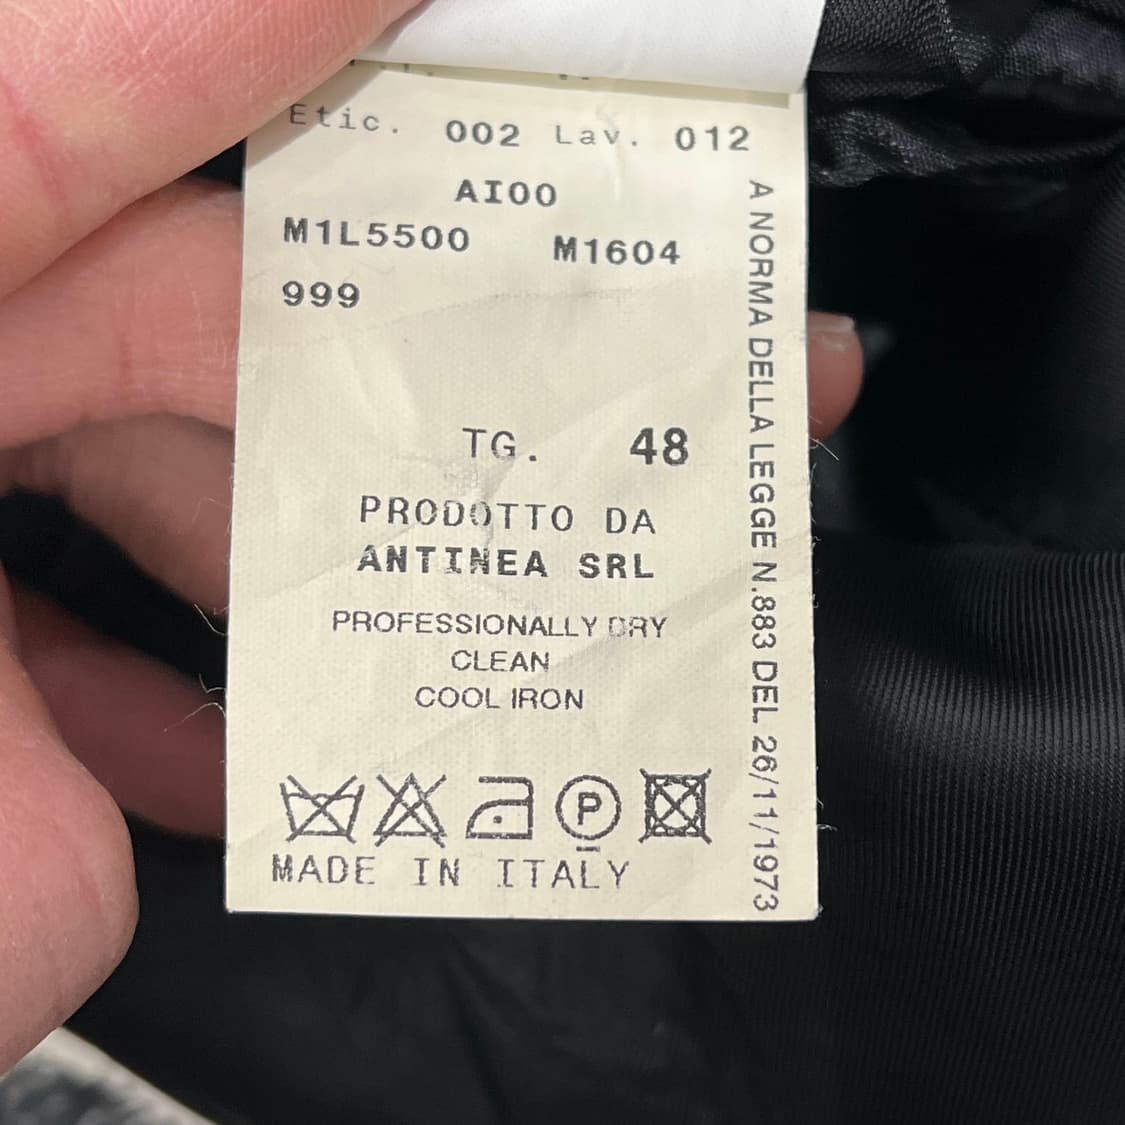 Etic. 002 Lav. 012
AI00
M1L5500 M1604
999
TG. 48
PRODOTTO DA
ANTINEA SRL
PROFESSIONALLY DRY
CLEAN
COOL IRON
P
MADE IN ITALY
A NORMA DELLA LEGGE N.883 DEL 26/11/1973